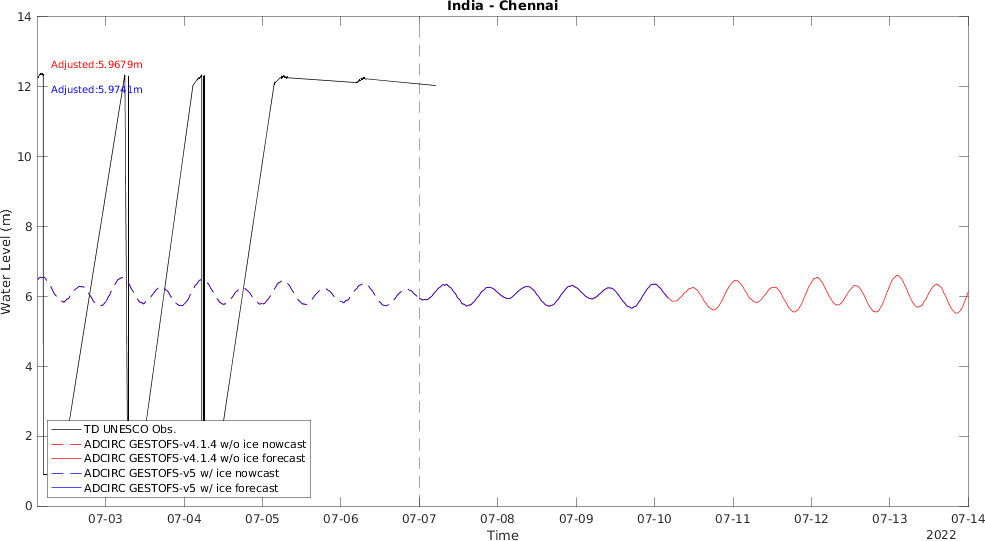 India - Chennai
14
12
10
8
6
4
2
0
Water Level (m)
Adjusted:5.9679m
Adjusted:5.9741m
TD UNESCO Obs.
ADCIRC GESTOFS-v4.1.4 w/o ice nowcast
ADCIRC GESTOFS-v4.1.4 w/o ice forecast
ADCIRC GESTOFS-v5 w/ ice nowcast
ADCIRC GESTOFS-v5 w/ ice forecast
07-03 07-04 07-05 07-06 07-07 07-08 07-09 07-10 07-11 07-12 07-13 07-14
Time
2022